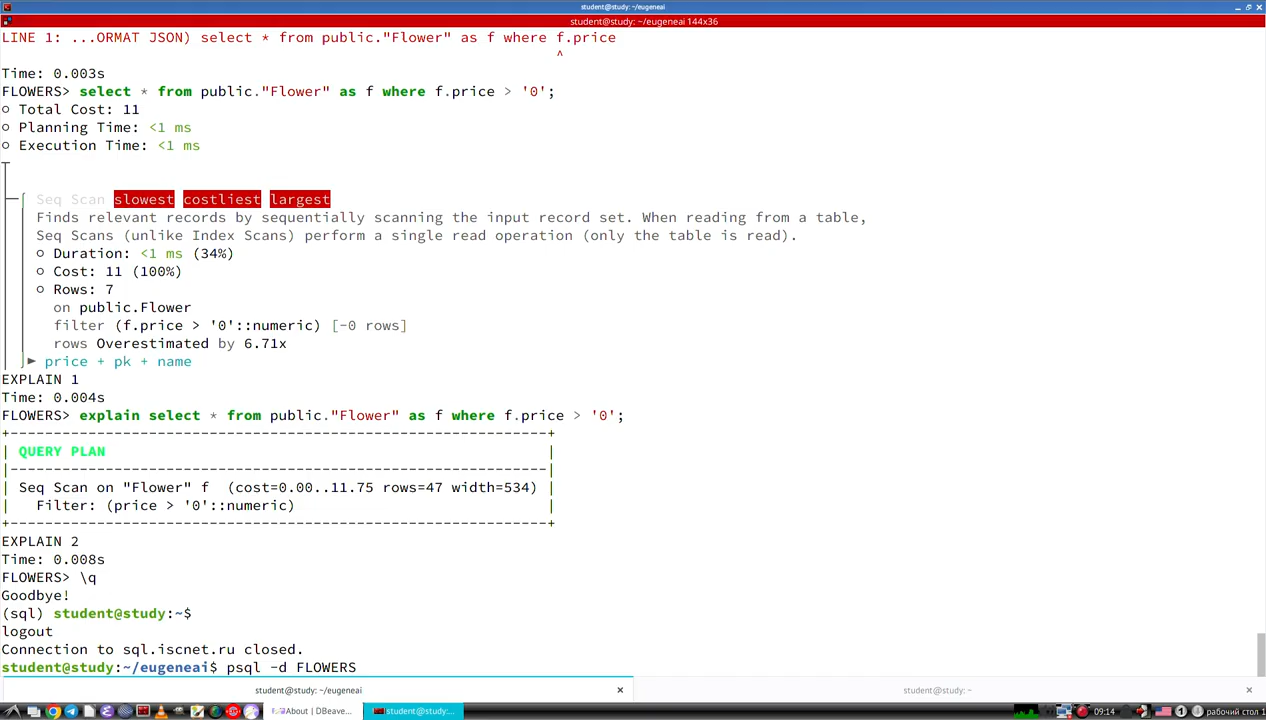 student@study: ~/eugeneai
student@study: ~/eugeneai 144x36
LINE 1: ...ORMAT JSON) select * from public."Flower" as f where f.price
^
Time: 0.003s
FLOWERS> select * from public."Flower" as f where f.price > '0';
○ Total Cost: 11
○ Planning Time: <1 ms
○ Execution Time: <1 ms
┬
│
├─⌠ Seq Scan slowest costliest largest
│ Finds relevant records by sequentially scanning the input record set. When reading from a table,
│ Seq Scans (unlike Index Scans) perform a single read operation (only the table is read).
│ ○ Duration: <1 ms (34%)
│ ○ Cost: 11 (100%)
│ ○ Rows: 7
│ on public.Flower
│ filter (f.price > '0'::numeric) [-0 rows]
│ rows Overestimated by 6.71x
⌡► price + pk + name
EXPLAIN 1
Time: 0.004s
FLOWERS> explain select * from public."Flower" as f where f.price > '0';
+--------------------------------------------------------------+
| QUERY PLAN |
|--------------------------------------------------------------|
| Seq Scan on "Flower" f (cost=0.00..11.75 rows=47 width=534) |
| Filter: (price > '0'::numeric) |
+--------------------------------------------------------------+
EXPLAIN 2
Time: 0.008s
FLOWERS> \q
Goodbye!
(sql) student@study:~$
logout
Connection to sql.iscnet.ru closed.
student@study:~/eugeneai$ psql -d FLOWERS
student@study: ~/eugeneai × student@study: ~ ×
About | DBeave... student@study:... 09:14 1 рабочий стол 1